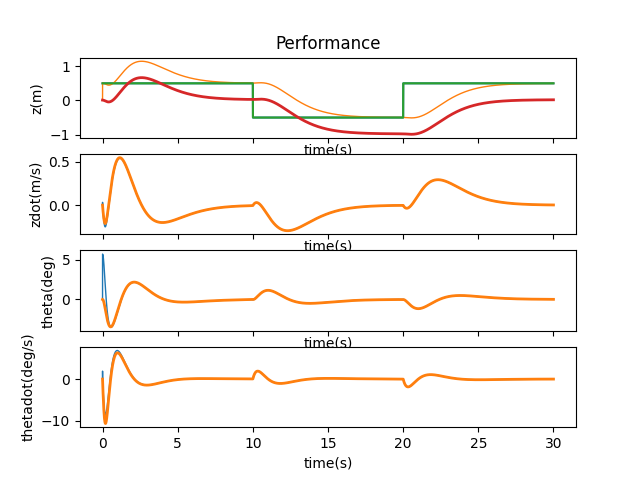 Performance
z(m)
1
0
−1
time(s)
zdot(m/s)
0.5
0.0
time(s)
theta(deg)
5
0
time(s)
thetadot(deg/s)
0
−10
0 5 10 15 20 25 30
time(s)